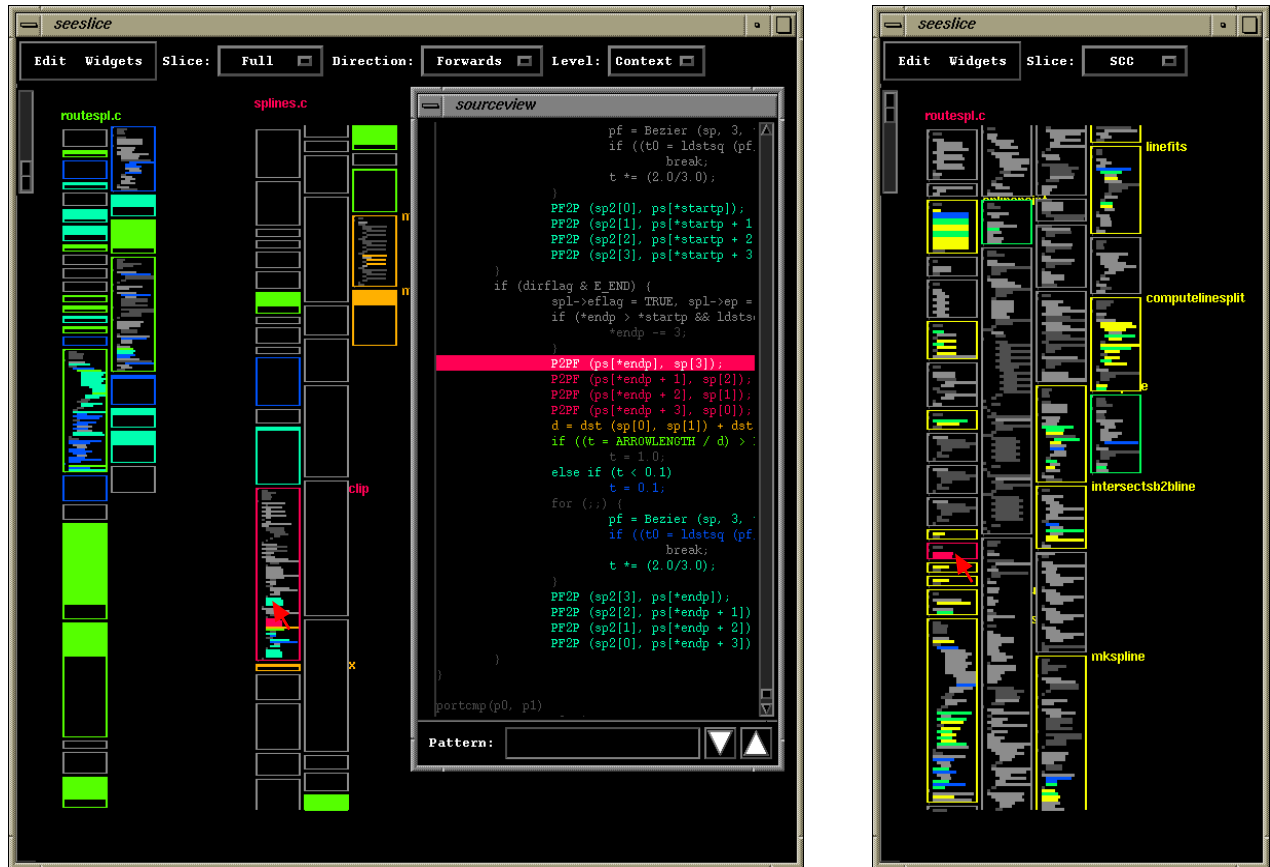 seeslice
Edit Widgets Slice: Full Direction: Forwards Level: Context
routespl.c
splines.c
m
m
clip
x
sourceview
pf = Bezier (sp, 3,
if ((t0 = ldstsq (pf
break;
t *= (2.0/3.0);
}
PF2P (sp2[0], ps[*startp]);
PF2P (sp2[1], ps[*startp + 1
PF2P (sp2[2], ps[*startp + 2
PF2P (sp2[3], ps[*startp + 3
}
if (dirflag & E_END) {
spl->eflag = TRUE, spl->ep =
if (*endp > *startp && ldsts
*endp -= 3;
}
P2PF (ps[*endp], sp[3]);
P2PF (ps[*endp + 1], sp[2]);
P2PF (ps[*endp + 2], sp[1]);
P2PF (ps[*endp + 3], sp[0]);
d = dst (sp[0], sp[1]) + dst
if ((t = ARROWLENGTH / d) >
t = 1.0;
else if (t < 0.1)
t = 0.1;
for (;;) {
pf = Bezier (sp, 3,
if ((t0 = ldstsq (pf
break;
t *= (2.0/3.0);
}
PF2P (sp2[3], ps[*endp]);
PF2P (sp2[2], ps[*endp + 1])
PF2P (sp2[1], ps[*endp + 2])
PF2P (sp2[0], ps[*endp + 3])
}
}
portcmp(p0, p1)
Pattern:
seeslice
Edit Widgets Slice: SCC
routespl.c
linefits
computelinesplit
intersectsb2bline
mkspline